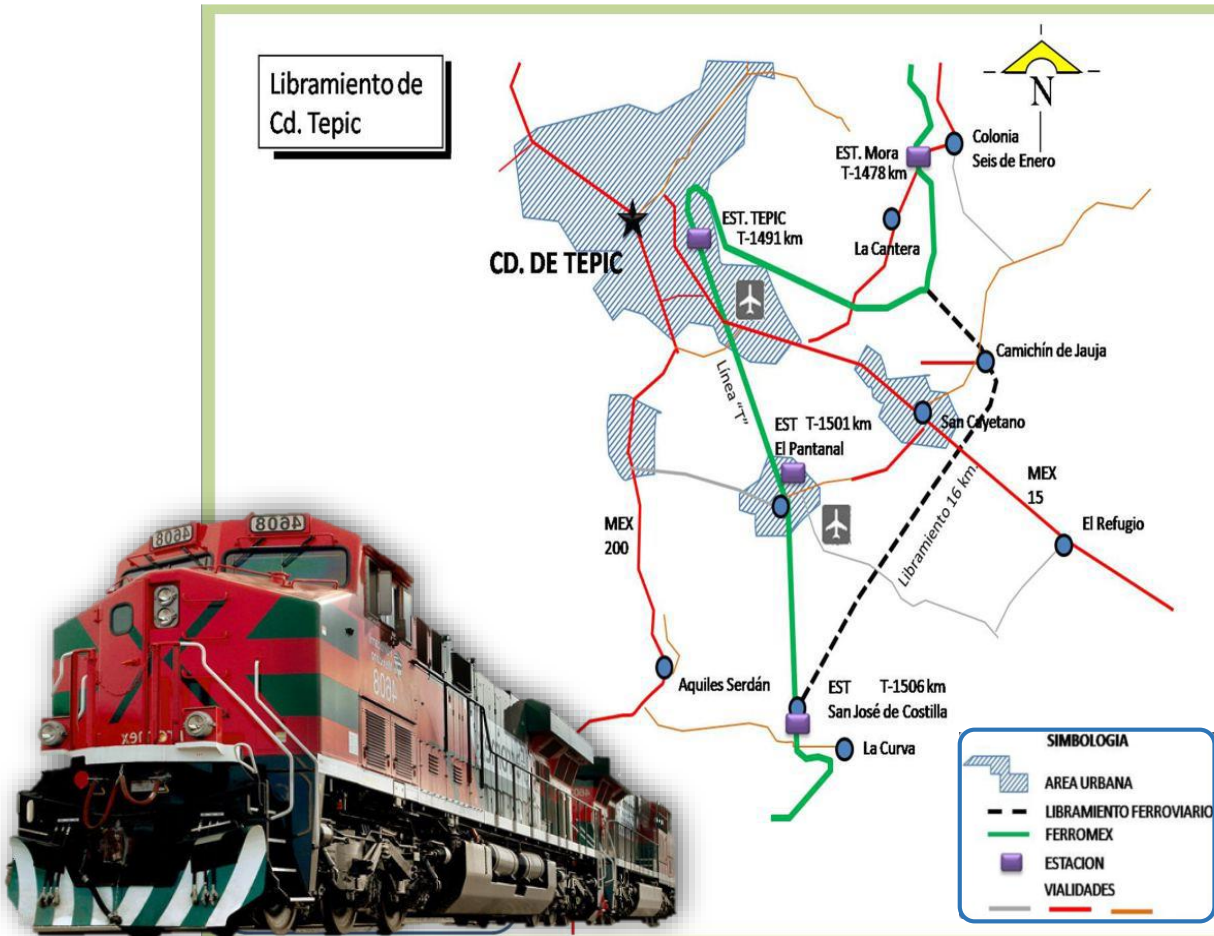 Libramiento de
Cd. Tepic
N
Colonia
Seis de Enero
EST. Mora
T-1478 km
La Cantera
EST. TEPIC
T-1491 km
CD. DE TEPIC
Camichín de Jauja
Línea "T"
San Cayetano
EST T-1501 km
El Pantanal
MEX
15
Libramiento 16 km.
El Refugio
MEX
200
Aquiles Serdán
EST T-1506 km
San José de Costilla
La Curva
4608
4608
4608
SIMBOLOGIA
AREA URBANA
LIBRAMIENTO FERROVIARIO
FERROMEX
ESTACION
VIALIDADES